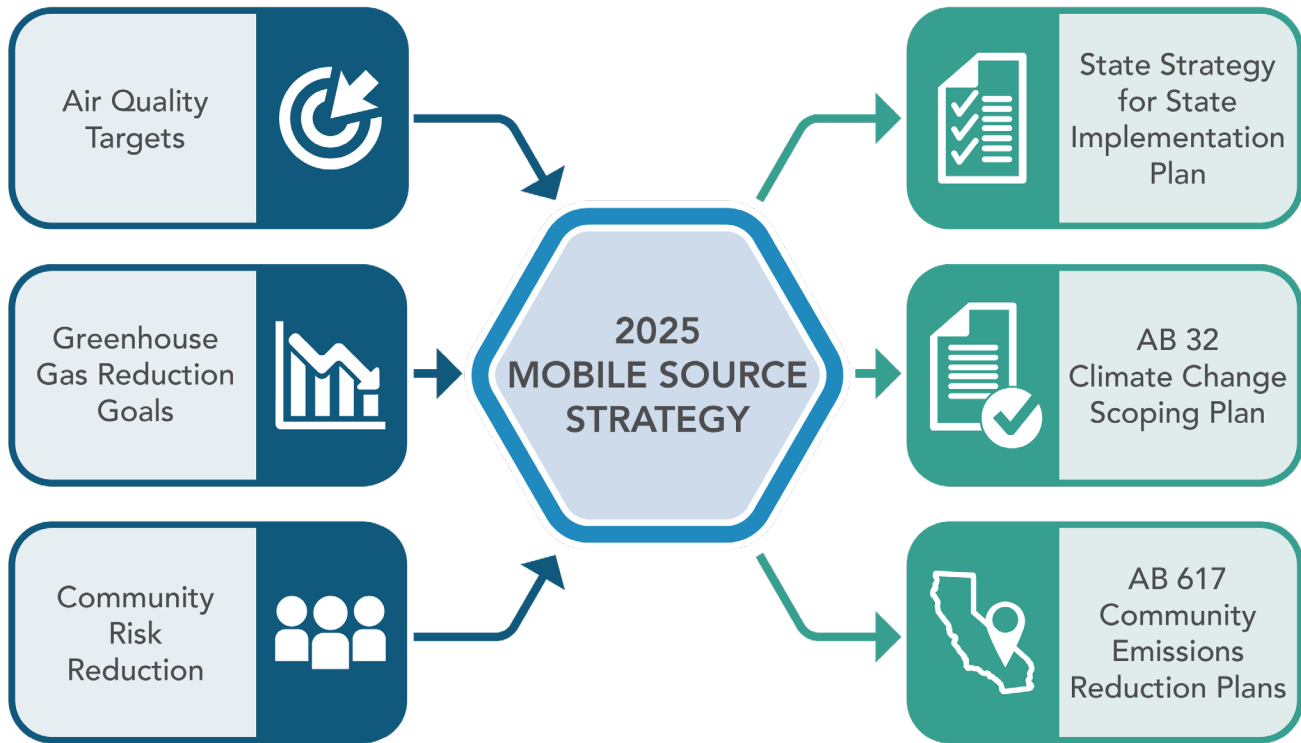 Air Quality
Targets
Greenhouse
Gas Reduction
Goals
Community
Risk
Reduction
2025
MOBILE SOURCE
STRATEGY
State Strategy
for State
Implementation
Plan
AB 32
Climate Change
Scoping Plan
AB 617
Community
Emissions
Reduction Plans